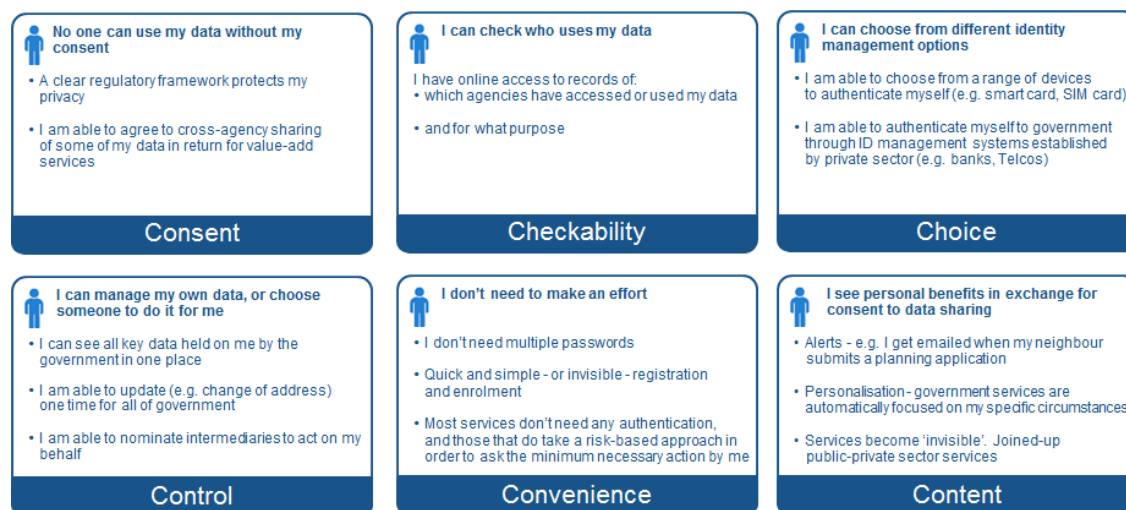 No one can use my data without my
consent
• A clear regulatory framework protects my
privacy
• I am able to agree to cross-agency sharing
of some of my data in return for value-add
services
Consent
I can check who uses my data
I have online access to records of:
• which agencies have accessed or used my data
• and for what purpose
Checkability
I can choose from different identity
management options
• I am able to choose from a range of devices
to authenticate myself (e.g. smart card, SIM card)
• I am able to authenticate myself to government
through ID management systems established
by private sector (e.g. banks, Telcos)
Choice
I can manage my own data, or choose
someone to do it for me
• I can see all key data held on me by the
government in one place
• I am able to update (e.g. change of address)
one time for all of government
• I am able to nominate intermediaries to act on my
behalf
Control
I don't need to make an effort
• I don't need multiple passwords
• Quick and simple - or invisible - registration
and enrolment
• Most services don't need any authentication,
and those that do take a risk-based approach in
order to ask the minimum necessary action by me
Convenience
I see personal benefits in exchange for
consent to data sharing
• Alerts - e.g. I get emailed when my neighbour
submits a planning application
• Personalisation - government services are
automatically focused on my specific circumstances
• Services become 'invisible'. Joined-up
public-private sector services
Content